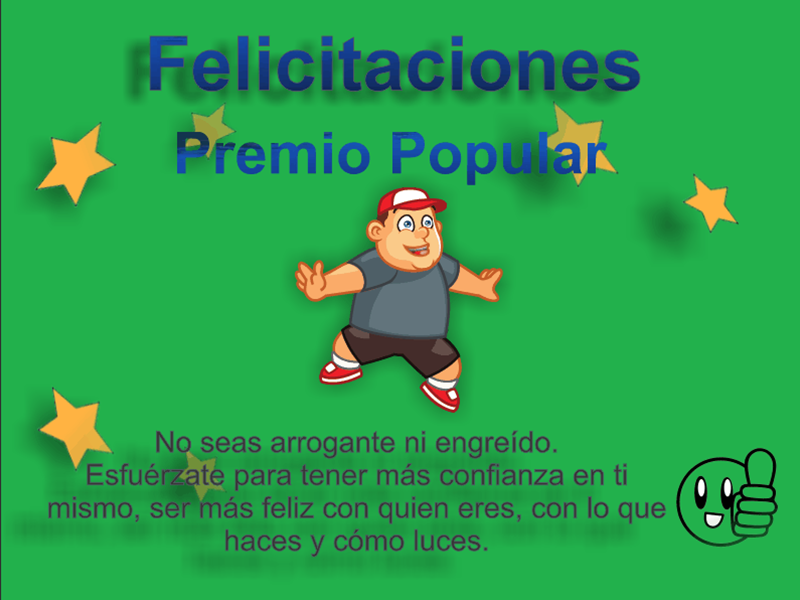 Felicitaciones
Premio Popular
No seas arrogante ni engreído.
Esfuérzate para tener más confianza en ti
mismo, ser más feliz con quien eres, con lo que
haces y cómo luces.